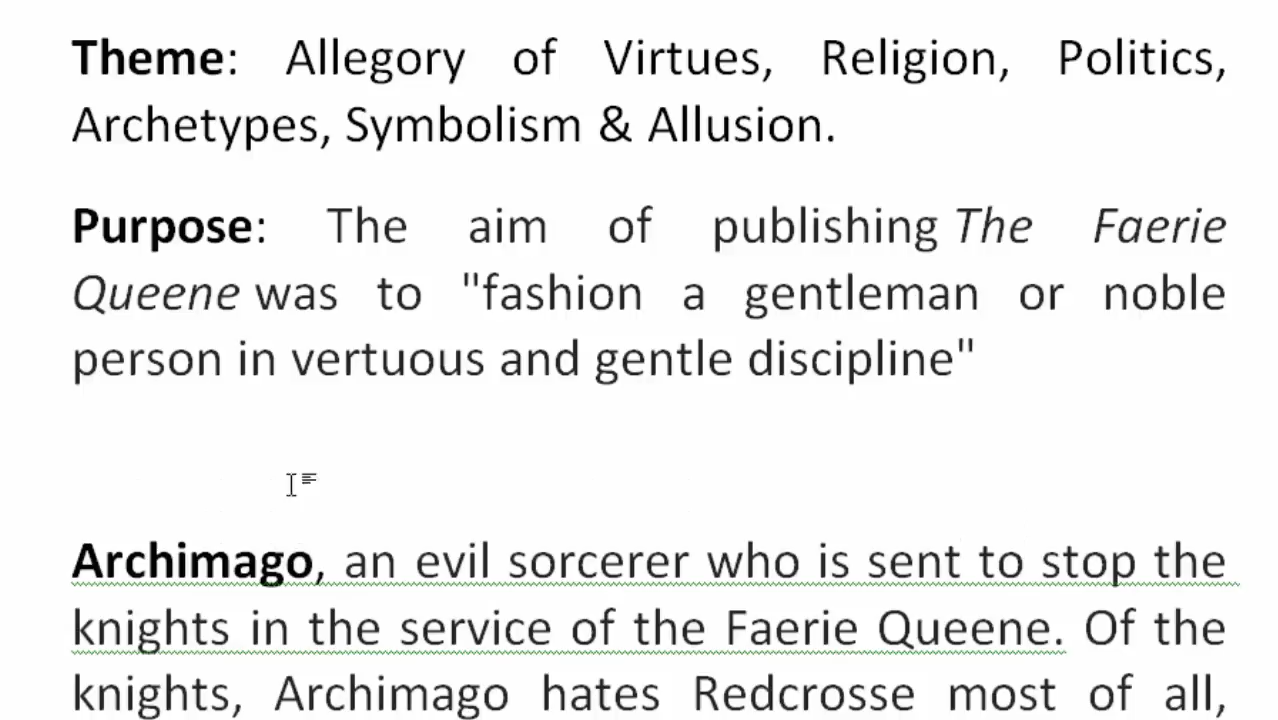 Theme: Allegory of Virtues, Religion, Politics,
Archetypes, Symbolism & Allusion.
Purpose: The aim of publishing The Faerie
Queene was to "fashion a gentleman or noble
person in vertuous and gentle discipline"
Archimago, an evil sorcerer who is sent to stop the
knights in the service of the Faerie Queene. Of the
knights, Archimago hates Redcrosse most of all,